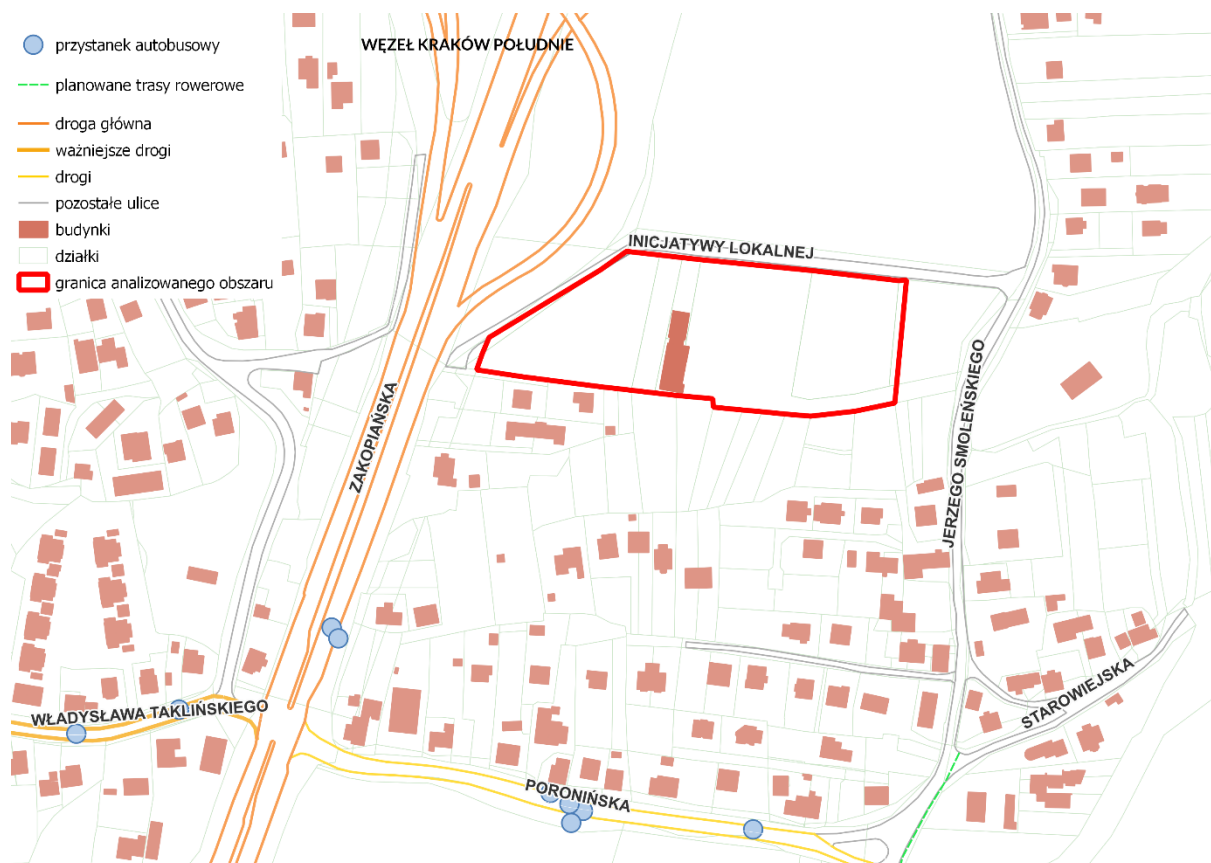 przystanek autobusowy
planowane trasy rowerowe
droga główna
ważniejsze drogi
drogi
pozostałe ulice
budynki
działki
granica analizowanego obszaru
WĘZEŁ KRAKÓW POŁUDNIE
INICJATYWY LOKALNEJ
ZAKOPIAŃSKA
JERZEGO SMOLEŃSKIEGO
STAROWIEJSKA
WŁADYSŁAWA TAKLIŃSKIEGO
PORONIŃSKA